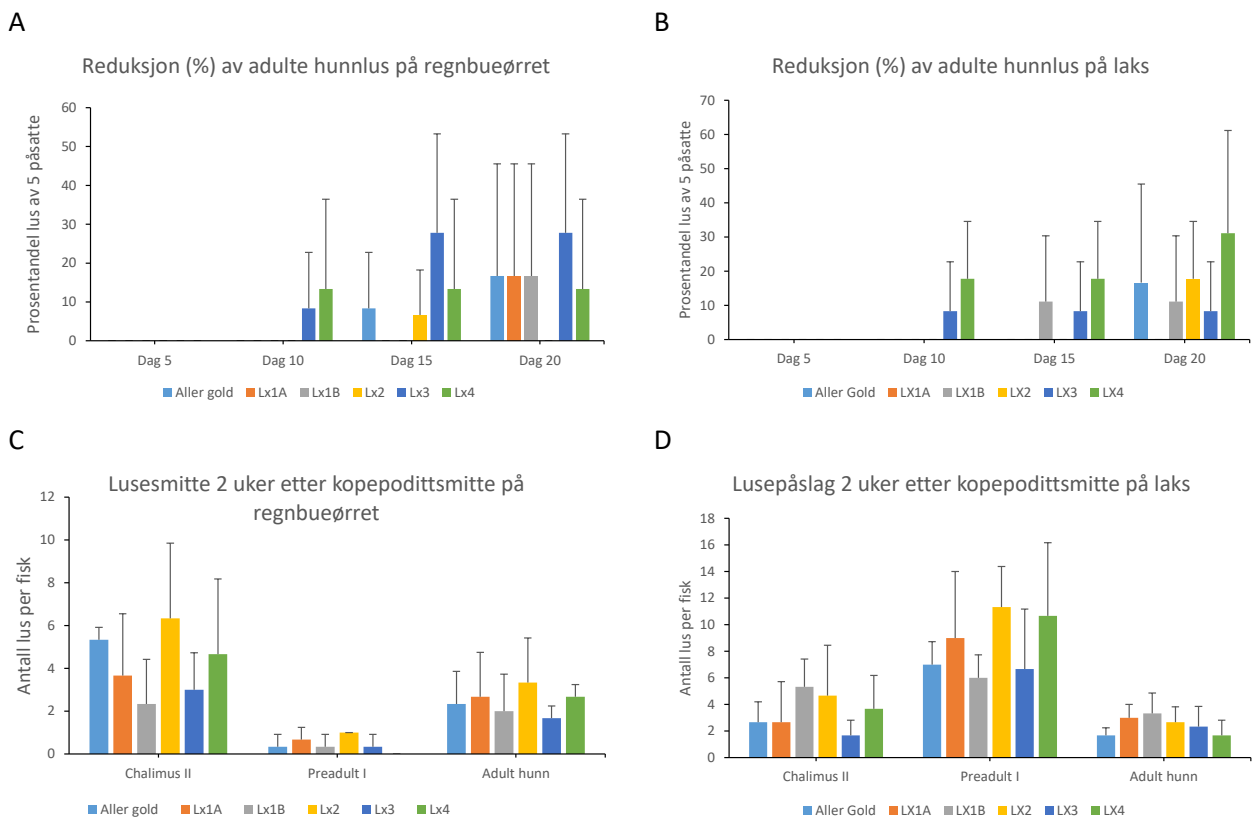 A
Reduksjon (%) av adulte hunnlus på regnbueørret
Prosentandel lus av 5 påsatte
60
50
40
30
20
10
0
Dag 5 Dag 10 Dag 15 Dag 20
Aller gold Lx1A Lx1B Lx2 Lx3 Lx4
B
Reduksjon (%) av adulte hunnlus på laks
Prosentandel lus av 5 påsatte
70
60
50
40
30
20
10
0
Dag 5 Dag 10 Dag 15 Dag 20
Aller Gold LX1A LX1B LX2 LX3 LX4
C
Lusesmitte 2 uker etter kopepodittsmitte på
regnbueørret
Antall lus per fisk
12
10
8
6
4
2
0
Chalimus II Preadult I Adult hunn
Aller gold Lx1A Lx1B Lx2 Lx3 Lx4
D
Lusepåslag 2 uker etter kopepodittsmitte på laks
Antall lus per fisk
18
16
14
12
10
8
6
4
2
0
Chalimus II Preadult I Adult hunn
Aller Gold LX1A LX1B LX2 LX3 LX4